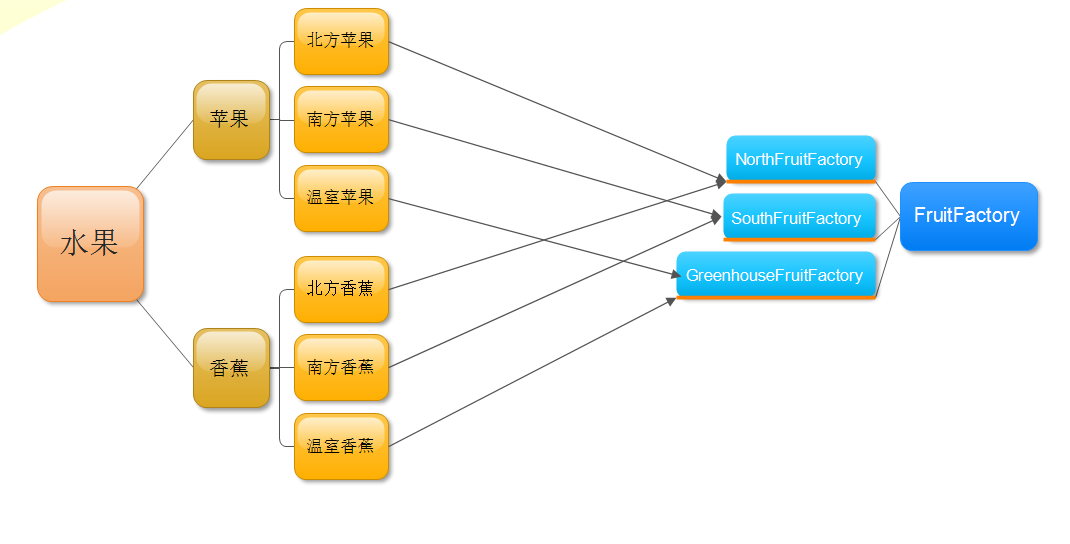 水果
苹果
北方苹果
南方苹果
温室苹果
香蕉
北方香蕉
南方香蕉
温室香蕉
NorthFruitFactory
SouthFruitFactory
GreenhouseFruitFactory
FruitFactory